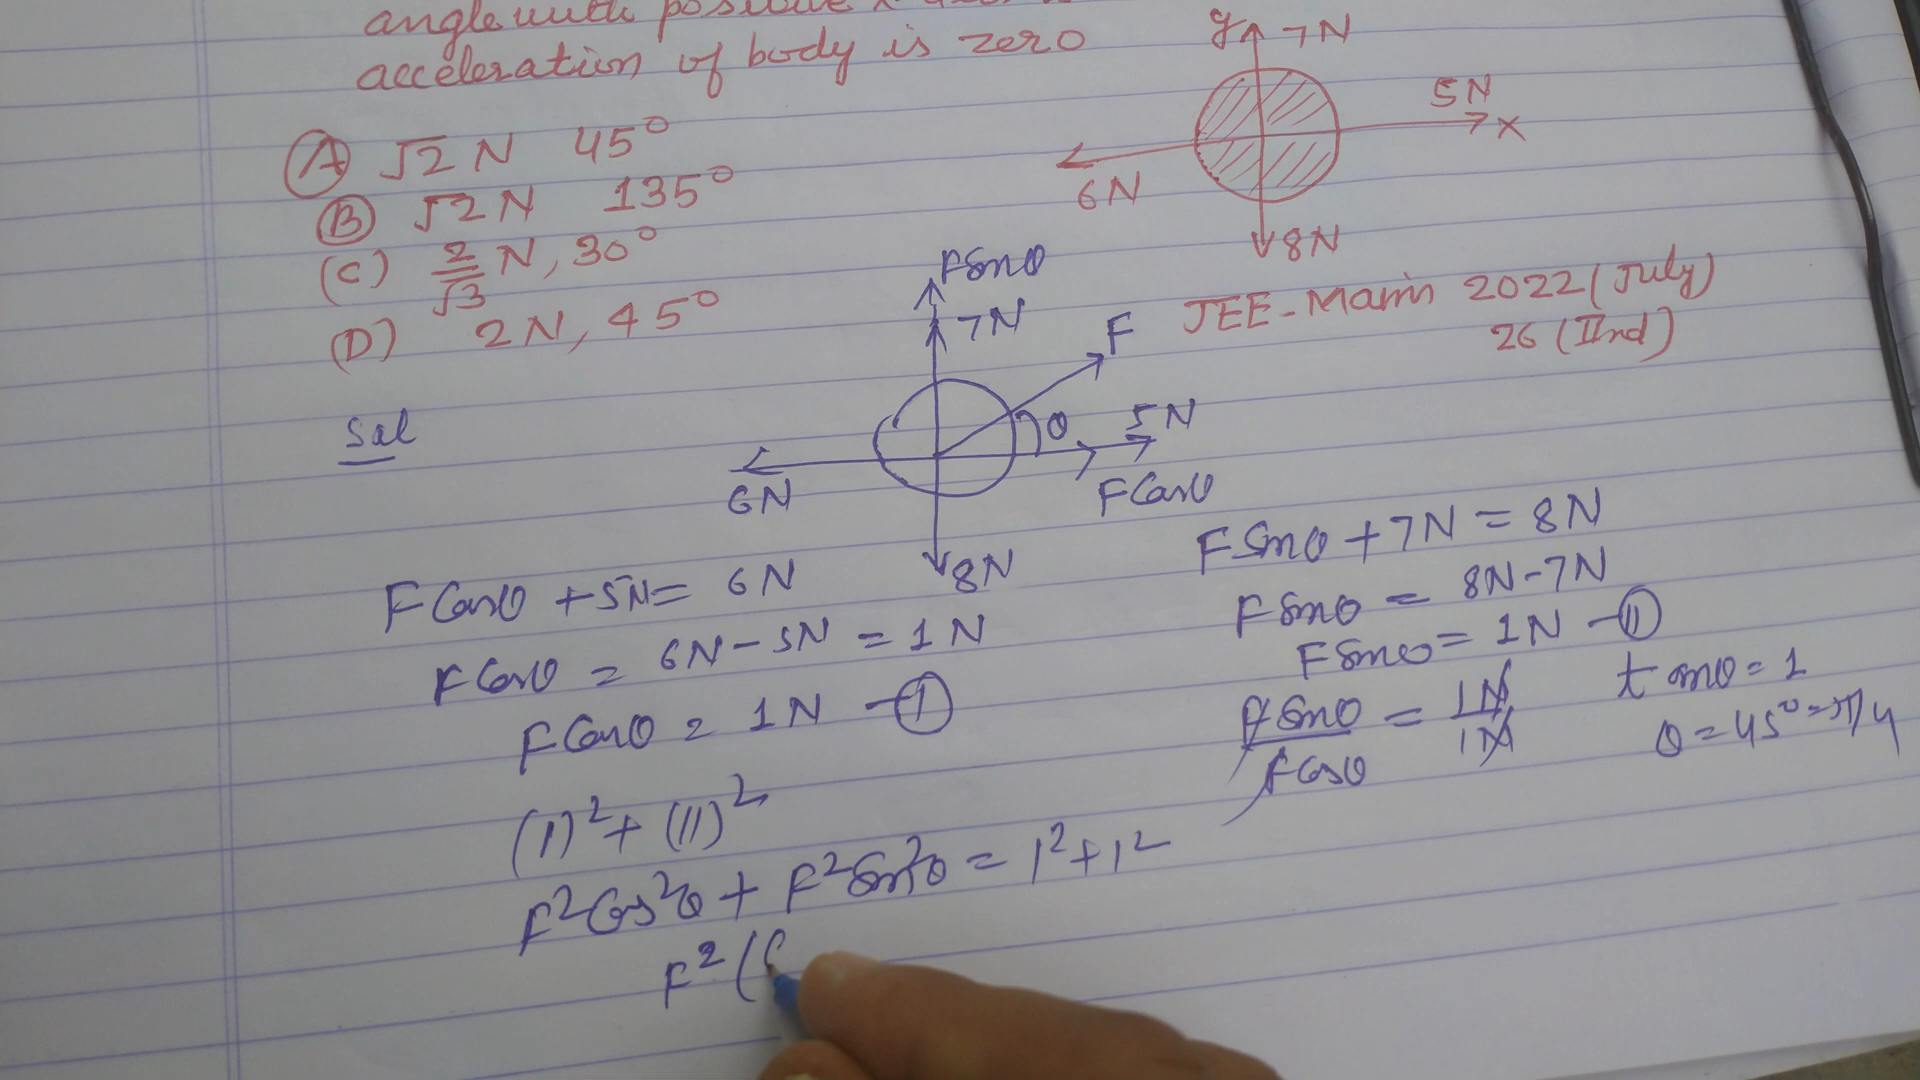 angle with positive x
acceleration of body is zero
y 7N
5N
x
6N
8N
(A) √2 N 45°
(B) √2 N 135°
(C) 2/√3 N, 30°
(D) 2N, 45°
JEE-Main 2022 (July)
26 (IInd)
Sol
F Sinθ
7N
F
θ
5N
F Cosθ
6N
8N
F Cosθ + 5N = 6N
F Cosθ = 6N - 5N = 1N
F Cosθ = 1N - (I)
F Sinθ + 7N = 8N
F Sinθ = 8N - 7N
F Sinθ = 1N - (II)
F Sinθ / F Cosθ = 1N / 1N
tanθ = 1
θ = 45° = π/4
(I)² + (II)²
F² Cos²θ + F² Sin²θ = 1² + 1²
F² (